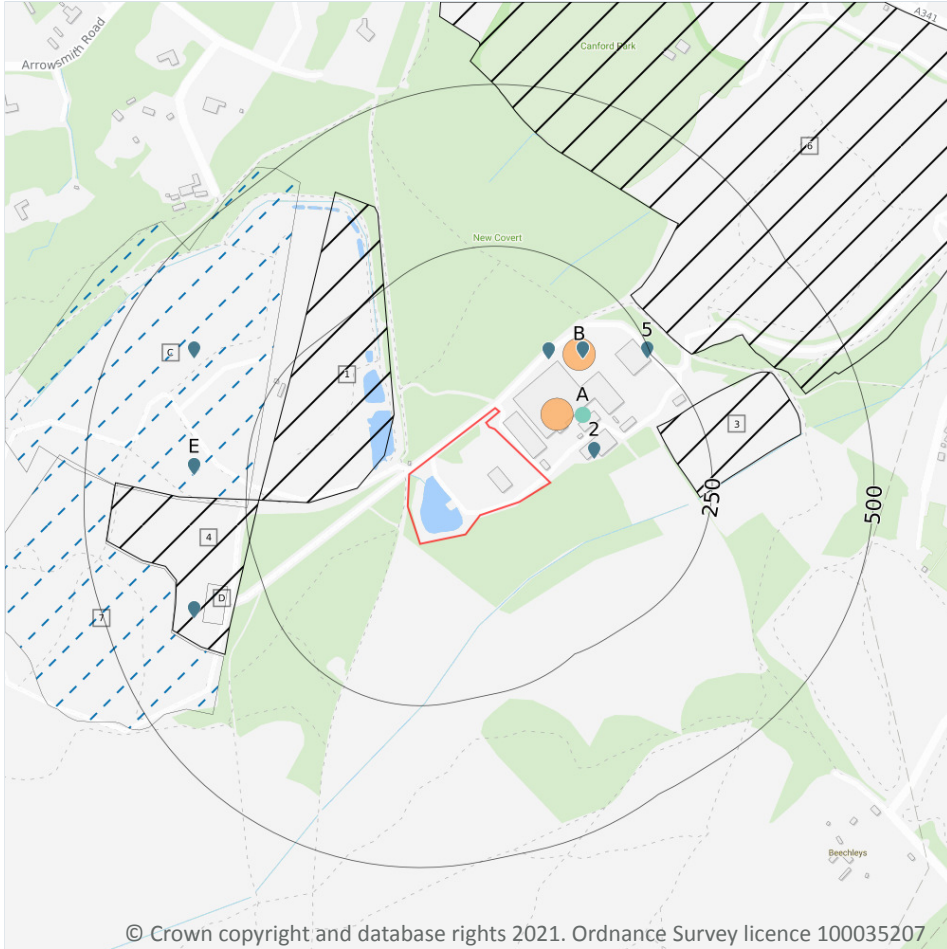 A341
Arrowsmith Road
Canford Park
6
New Covert
B
5
C
1
A
3
2
E
250
500
4
D
7
Beechleys
© Crown copyright and database rights 2021. Ordnance Survey licence 100035207